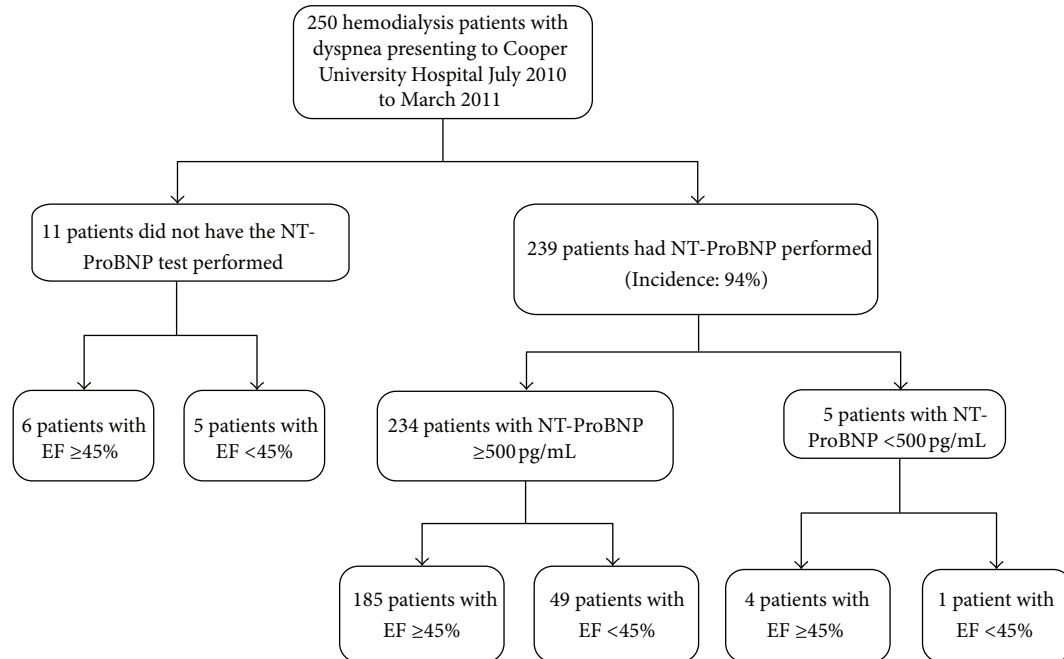 250 hemodialysis patients with
dyspnea presenting to Cooper
University Hospital July 2010
to March 2011
11 patients did not have the NT-
ProBNP test performed
239 patients had NT-ProBNP performed
(Incidence: 94%)
6 patients with
EF ≥45%
5 patients with
EF <45%
234 patients with NT-ProBNP
≥500 pg/mL
5 patients with NT-
ProBNP <500 pg/mL
185 patients with
EF ≥45%
49 patients with
EF <45%
4 patients with
EF ≥45%
1 patient with
EF <45%